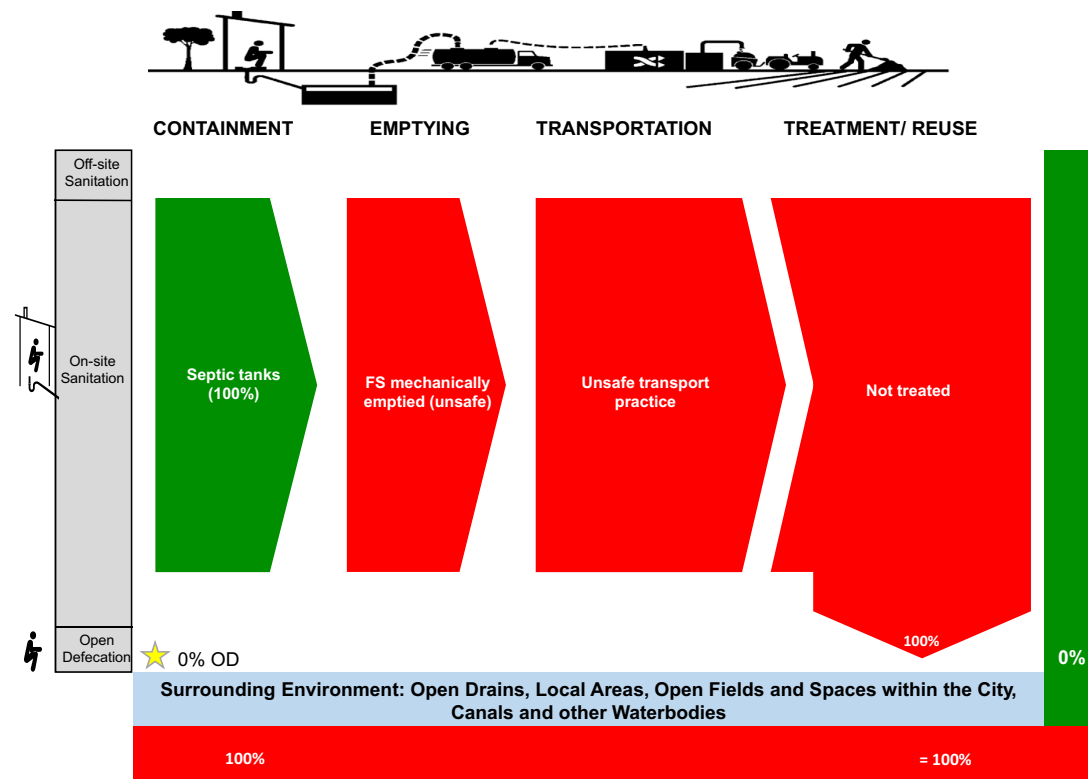 CONTAINMENT
EMPTYING
TRANSPORTATION
TREATMENT/ REUSE
Off-site
Sanitation
On-site
Sanitation
Septic tanks
(100%)
FS mechanically
emptied (unsafe)
Unsafe transport
practice
Not treated
Open
Defecation
0% OD
100%
0%
Surrounding Environment: Open Drains, Local Areas, Open Fields and Spaces within the City,
Canals and other Waterbodies
100%
= 100%